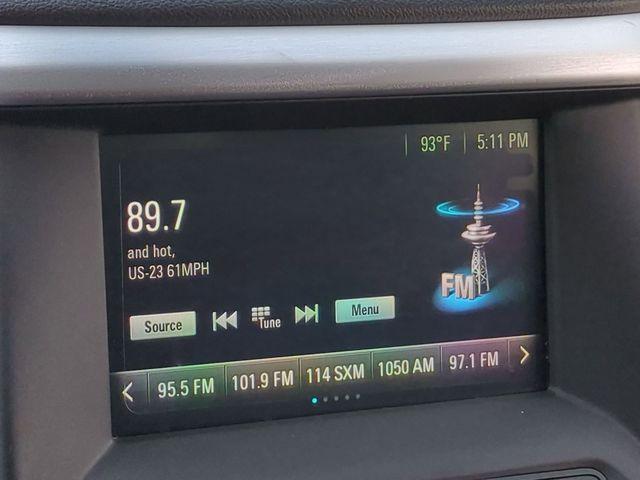 93°F 5:11 PM
89.7
and hot,
US-23 61MPH
FM
Source Tune Menu
95.5 FM 101.9 FM 114 SXM 1050 AM 97.1 FM